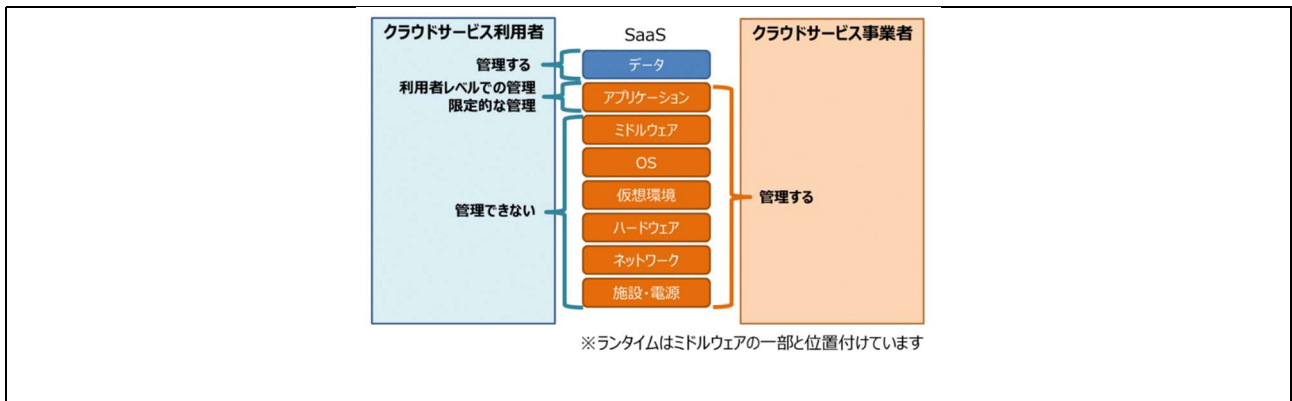 クラウドサービス利用者
SaaS
クラウドサービス事業者
管理する
データ
利用者レベルでの管理
限定的な管理
アプリケーション
ミドルウェア
OS
仮想環境
管理する
管理できない
ハードウェア
ネットワーク
施設・電源
※ランタイムはミドルウェアの一部と位置付けています